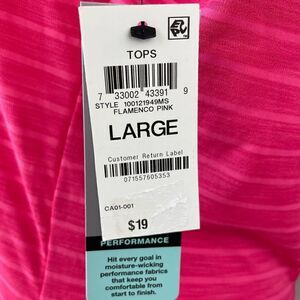 TOPS
7 33002 43391 9
STYLE 100121949MS
FLAMENCO PINK
LARGE
Customer Return Label
071557605353
CA01-001
$19
PERFORMANCE
Hit every goal in
moisture-wicking
performance fabrics
that keep you
comfortable from
start to finish.